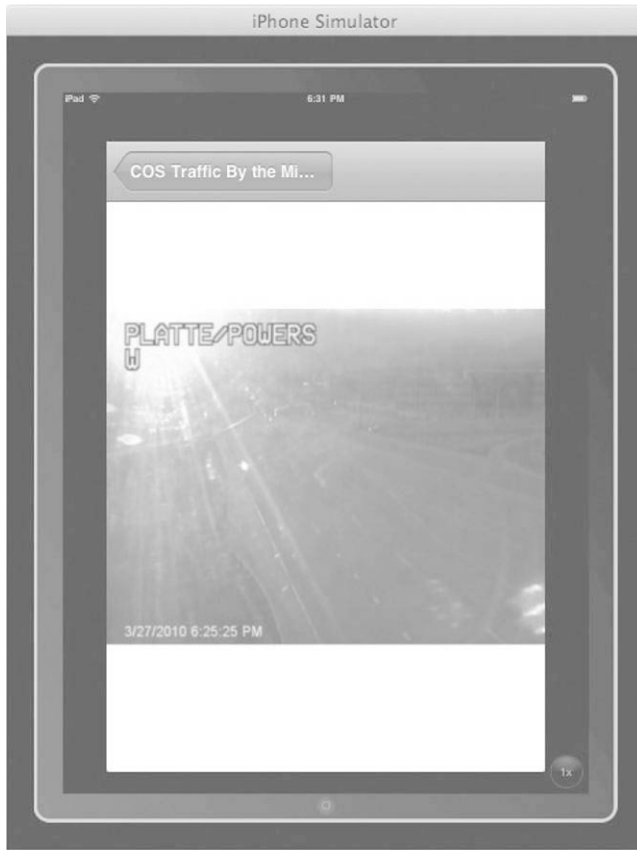 iPhone Simulator
iPad 6:31 PM
COS Traffic By the Mi...
PLATTE/POWERS
W
3/27/2010 6:25:25 PM
1x